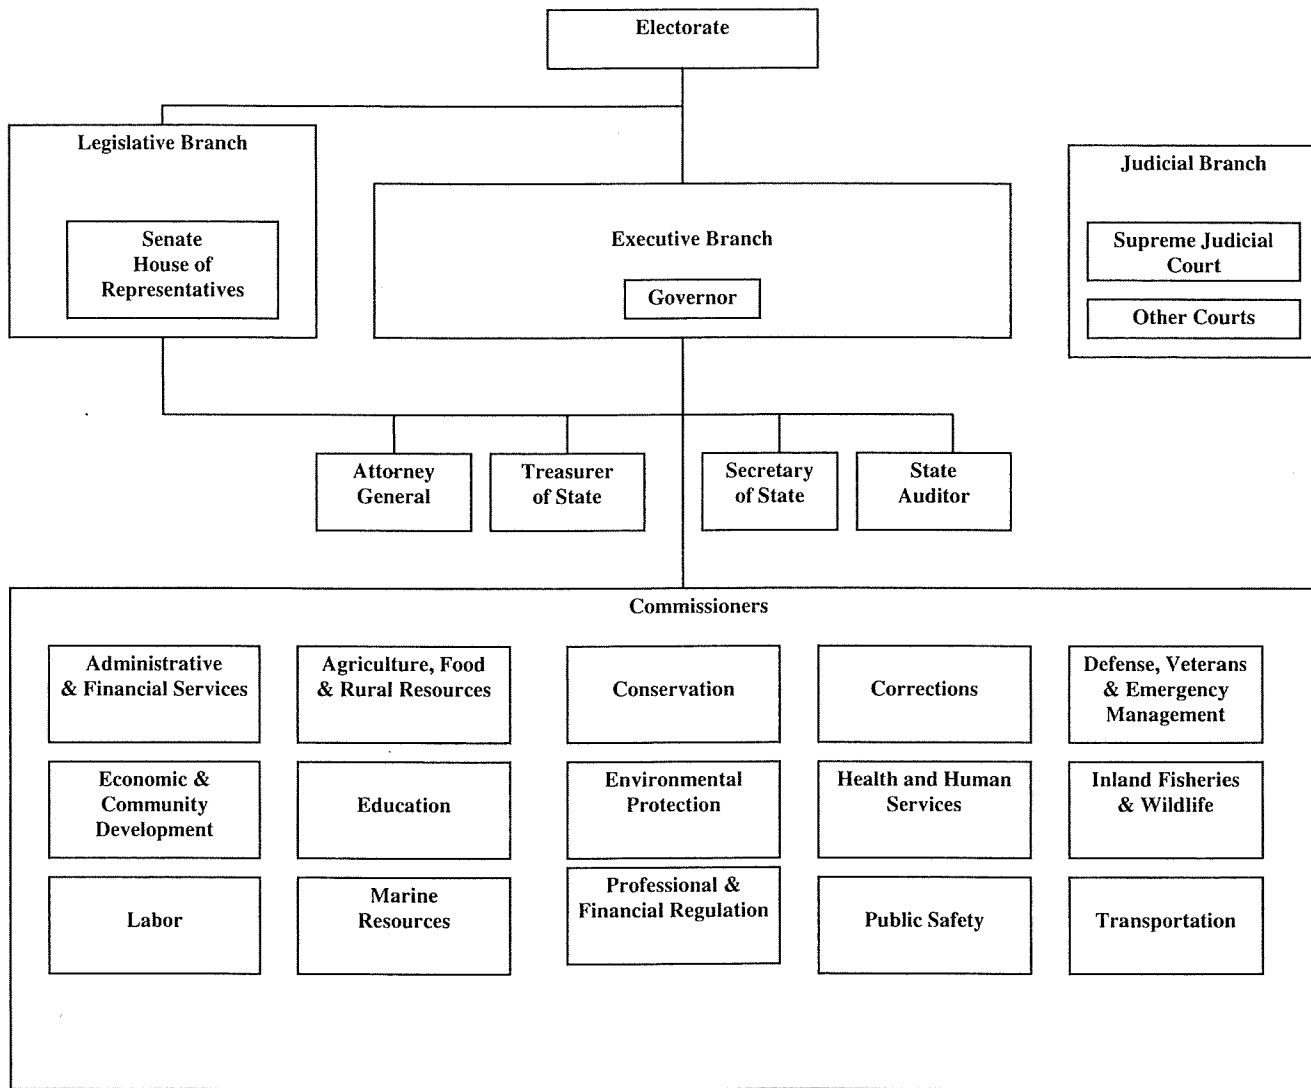 Electorate
Legislative Branch
Senate
House of
Representatives
Executive Branch
Governor
Judicial Branch
Supreme Judicial
Court
Other Courts
Attorney
General
Treasurer
of State
Secretary
of State
State
Auditor
Commissioners
Administrative
& Financial Services
Agriculture, Food
& Rural Resources
Conservation
Corrections
Defense, Veterans
& Emergency
Management
Economic &
Community
Development
Education
Environmental
Protection
Health and Human
Services
Inland Fisheries
& Wildlife
Labor
Marine
Resources
Professional &
Financial Regulation
Public Safety
Transportation